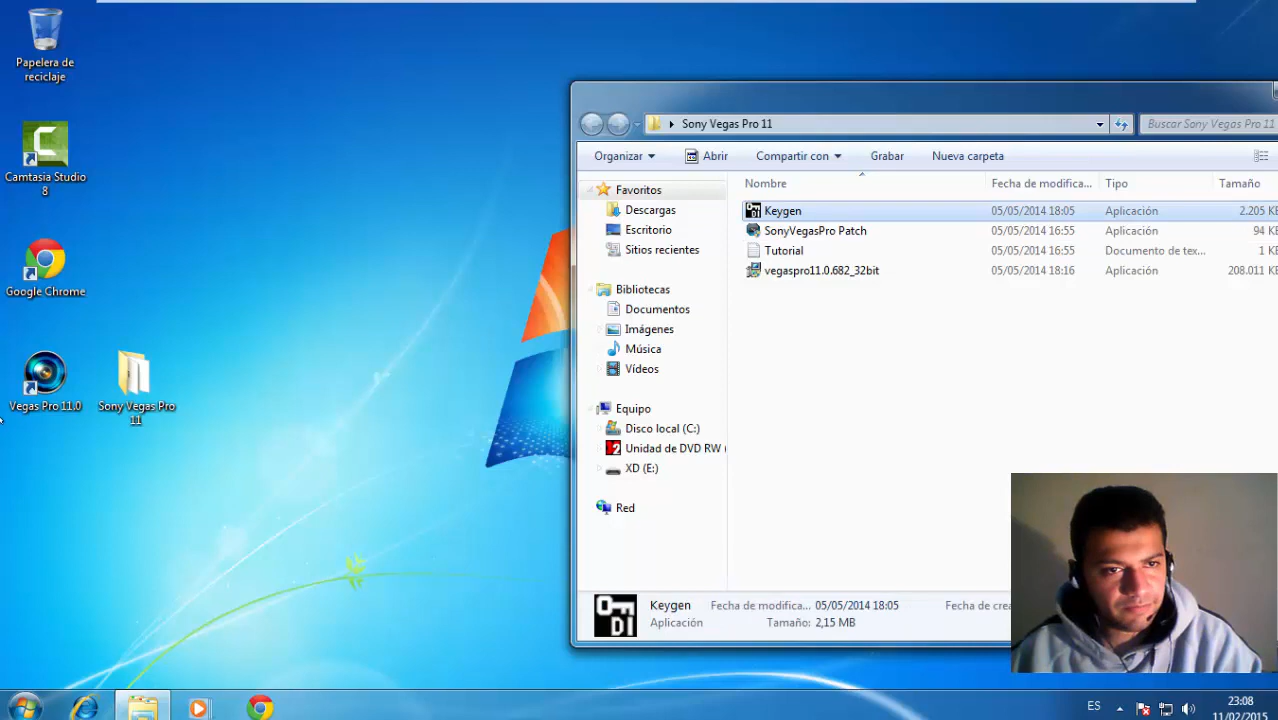 Papelera de
reciclaje
Camtasia Studio
8
Google Chrome
Vegas Pro 11.0
Sony Vegas Pro
11
Sony Vegas Pro 11
Buscar Sony Vegas Pro 11
Organizar
Abrir
Compartir con
Grabar
Nueva carpeta
Favoritos
Descargas
Escritorio
Sitios recientes
Bibliotecas
Documentos
Imágenes
Música
Vídeos
Equipo
Disco local (C:)
Unidad de DVD RW (
XD (E:)
Red
Nombre Fecha de modifica... Tipo Tamaño
Keygen 05/05/2014 18:05 Aplicación 2.205 KB
SonyVegasPro Patch 05/05/2014 16:55 Aplicación 94 KB
Tutorial 05/05/2014 16:55 Documento de tex... 1 KB
vegaspro11.0.682_32bit 05/05/2014 18:16 Aplicación 208.011 KB
Keygen Fecha de modifica... 05/05/2014 18:05 Fecha de crea
Aplicación Tamaño: 2,15 MB
ES
23:08
11/02/2015